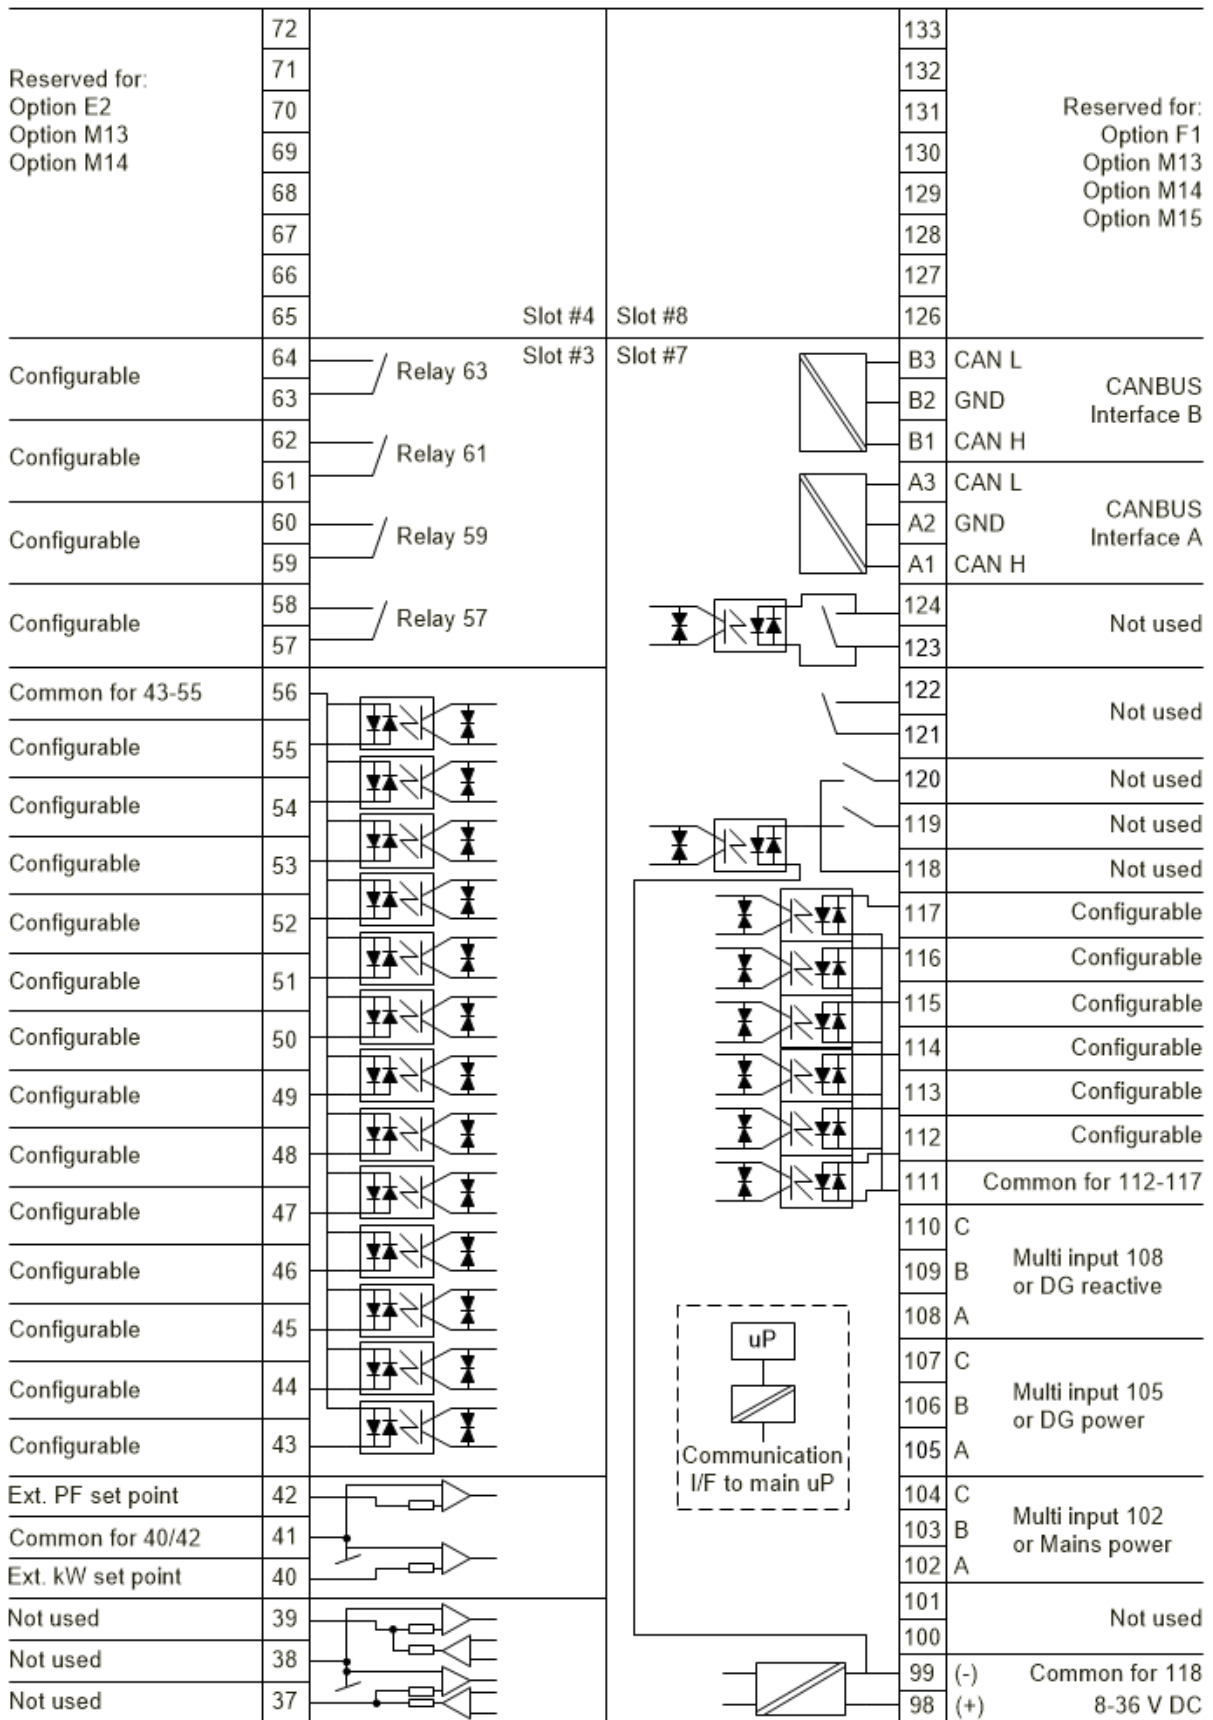 72
71
Reserved for:
Option E2
70
Option M13
69
Option M14
68
67
66
65
Slot #4
Slot #8
133
132
131
Reserved for:
Option F1
130
Option M13
129
Option M14
Option M15
128
127
126
Slot #3
Slot #7
Configurable
64
63
Relay 63
Configurable
62
61
Relay 61
Configurable
60
59
Relay 59
Configurable
58
57
Relay 57
Common for 43-55
56
Configurable
55
Configurable
54
Configurable
53
Configurable
52
Configurable
51
Configurable
50
Configurable
49
Configurable
48
Configurable
47
Configurable
46
Configurable
45
Configurable
44
Configurable
43
Ext. PF set point
42
Common for 40/42
41
Ext. kW set point
40
Not used
39
Not used
38
Not used
37
B3 CAN L
B2 GND
B1 CAN H
CANBUS
Interface B
A3 CAN L
A2 GND
A1 CAN H
CANBUS
Interface A
124
123
Not used
122
121
Not used
120
Not used
119
Not used
118
Not used
117
Configurable
116
Configurable
115
Configurable
114
Configurable
113
Configurable
112
Configurable
111
Common for 112-117
110 C
109 B
108 A
Multi input 108
or DG reactive
107 C
106 B
105 A
Multi input 105
or DG power
104 C
103 B
102 A
Multi input 102
or Mains power
101
100
Not used
99 (-) Common for 118
98 (+) 8-36 V DC
uP
Communication
I/F to main uP